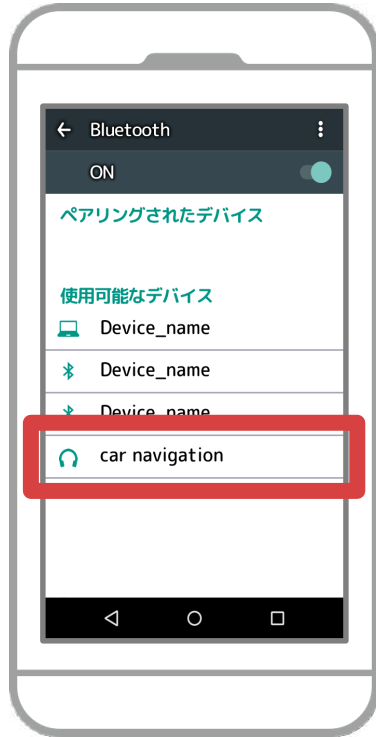 Bluetooth
ON
ペアリングされたデバイス
使用可能なデバイス
Device_name
Device_name
Device_name
car navigation